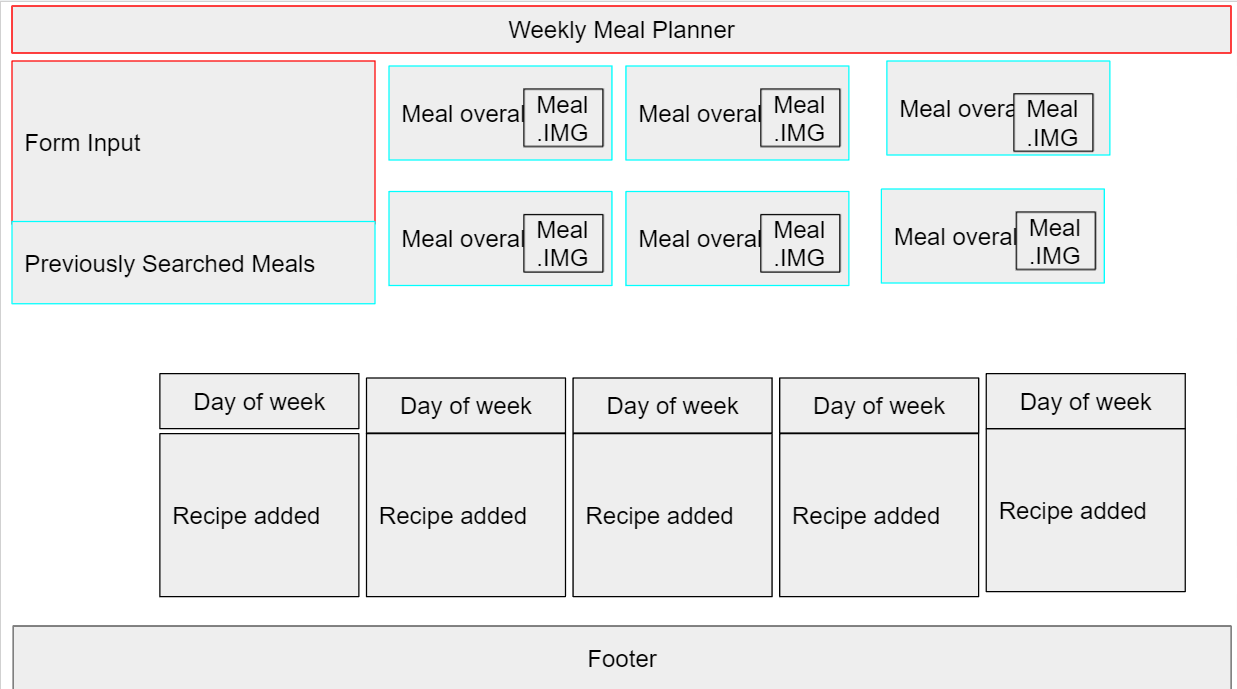 Weekly Meal Planner
Form Input
Previously Searched Meals
Meal overal
Meal
.IMG
Meal overal
Meal
.IMG
Meal overa
Meal
.IMG
Meal overal
Meal
.IMG
Meal overal
Meal
.IMG
Meal overal
Meal
.IMG
Day of week
Day of week
Day of week
Day of week
Day of week
Recipe added
Recipe added
Recipe added
Recipe added
Recipe added
Footer